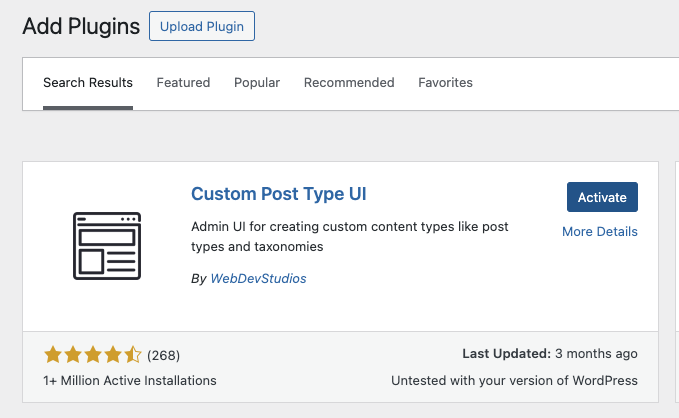 Add Plugins
Upload Plugin
Search Results Featured Popular Recommended Favorites
Custom Post Type UI
Activate
Admin UI for creating custom content types like post
types and taxonomies
More Details
By WebDevStudios
(268)
Last Updated: 3 months ago
1+ Million Active Installations
Untested with your version of WordPress